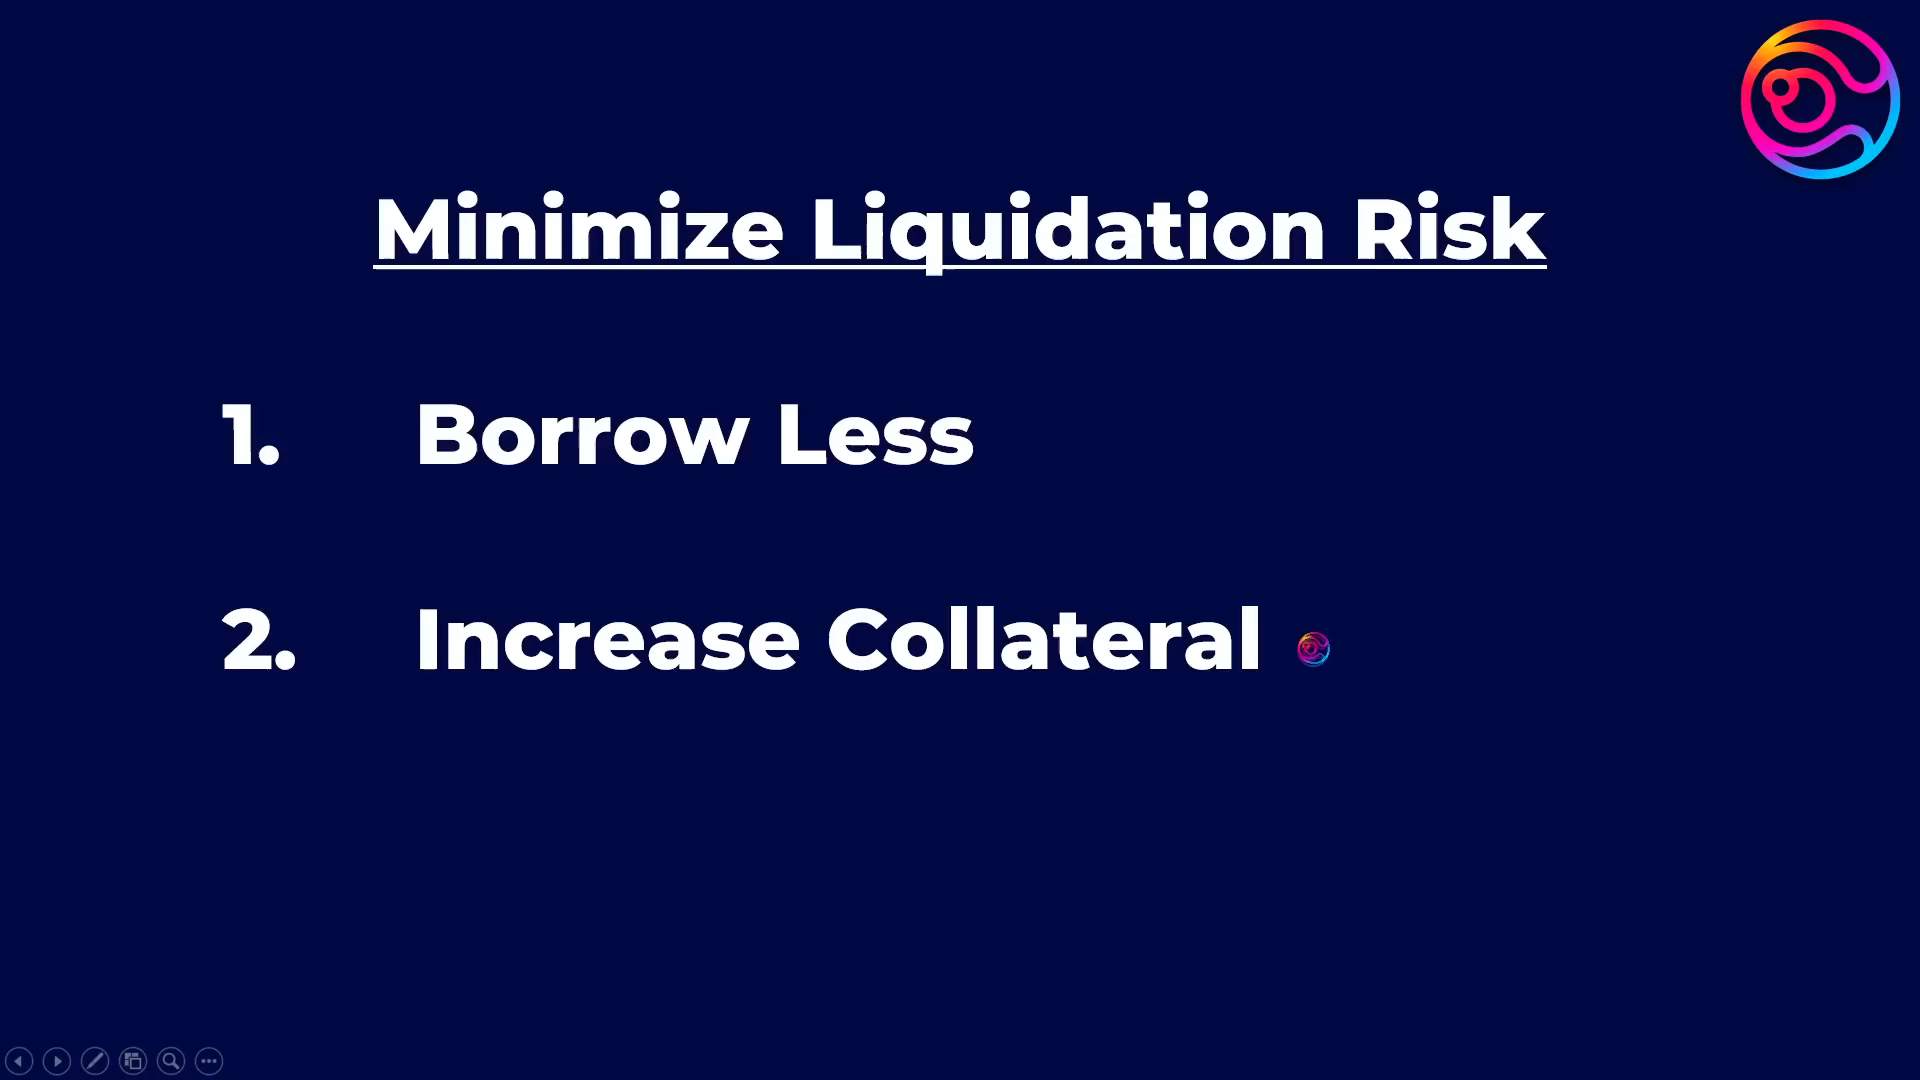 Minimize Liquidation Risk
1. Borrow Less
2. Increase Collateral